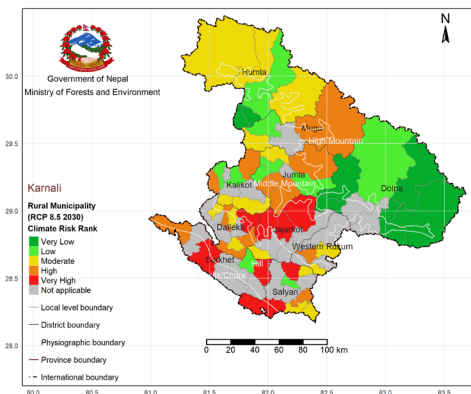 Government of Nepal
Ministry of Forests and Environment
N
Karnali
Rural Municipality
(RCP 8.5 2030)
Climate Risk Rank
Very Low
Low
Moderate
High
Very High
Not applicable
Local level boundary
District boundary
Physiographic boundary
Province boundary
International boundary
Humla
Mugu
High Mountain
Jumla
Kalikot
Middle Mountain
Dolpa
Dailekh
Jajarkot
Western Rukum
Surkhet
Hill
Salyan
0 20 40 60 80 100 km
30.0
29.5
29.0
28.5
28.0
80.0 80.5 81.0 81.5 82.0 82.5 83.0 83.5